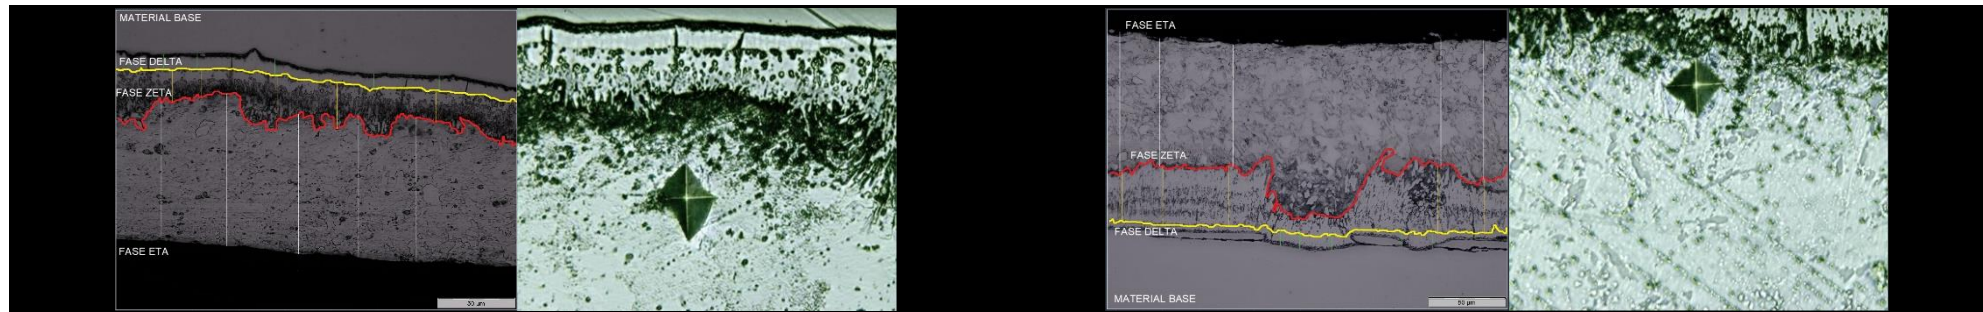 MATERIAL BASE
FASE DELTA
FASE ZETA
FASE ETA
50 µm
FASE ETA
FASE ZETA
FASE DELTA
MATERIAL BASE
50 µm